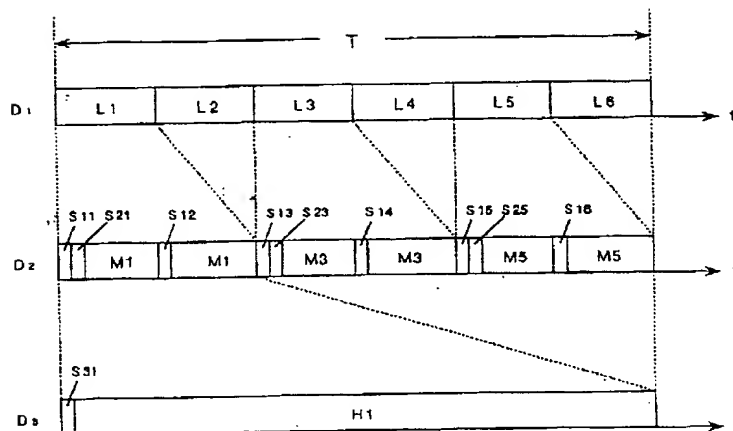 T
D1 L1 L2 L3 L4 L5 L6 t
S11 S21 S12 S13 S23 S14 S15 S25 S16
D2 M1 M1 M3 M3 M5 M5
S31
D3 H1